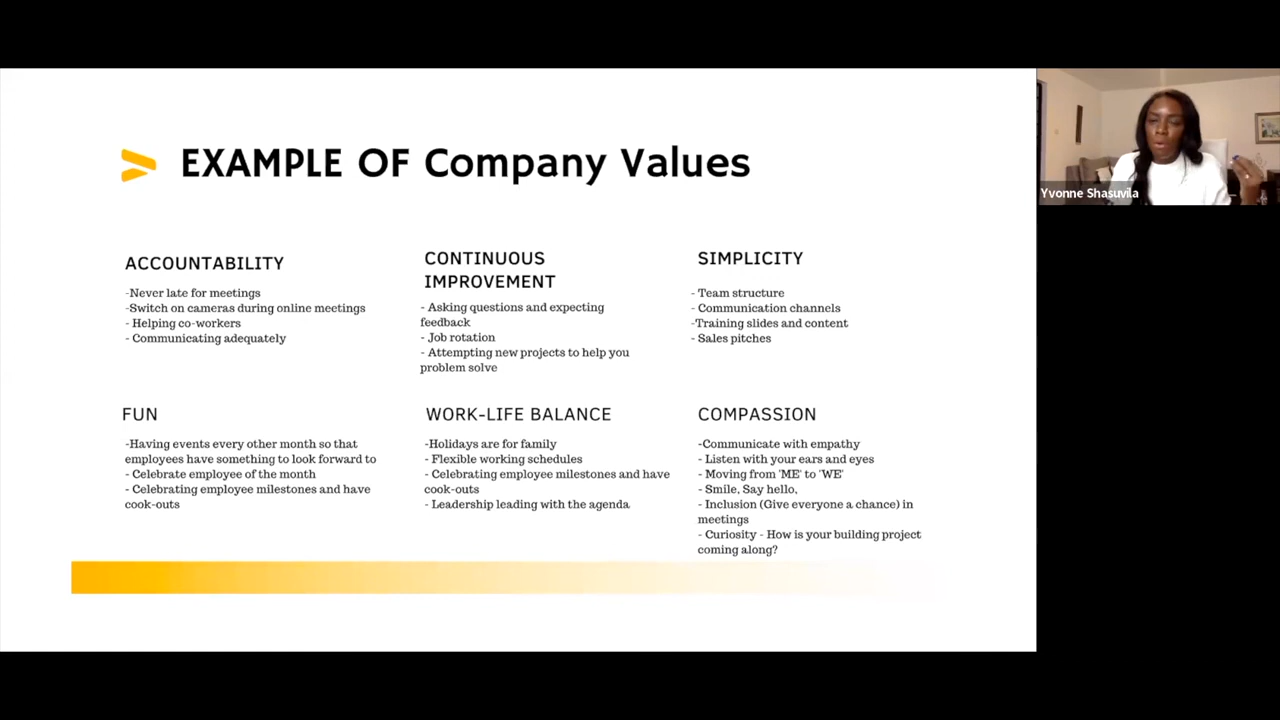 EXAMPLE OF Company Values
ACCOUNTABILITY
-Never late for meetings
-Switch on cameras during online meetings
- Helping co-workers
- Communicating adequately
CONTINUOUS
IMPROVEMENT
- Asking questions and expecting
feedback
- Job rotation
- Attempting new projects to help you
problem solve
SIMPLICITY
- Team structure
- Communication channels
-Training slides and content
- Sales pitches
FUN
-Having events every other month so that
employees have something to look forward to
- Celebrate employee of the month
- Celebrating employee milestones and have
cook-outs
WORK-LIFE BALANCE
-Holidays are for family
- Flexible working schedules
- Celebrating employee milestones and have
cook-outs
- Leadership leading with the agenda
COMPASSION
-Communicate with empathy
- Listen with your ears and eyes
- Moving from 'ME' to 'WE'
- Smile, Say hello,
- Inclusion (Give everyone a chance) in
meetings
- Curiosity - How is your building project
coming along?
Yvonne Shasuvila